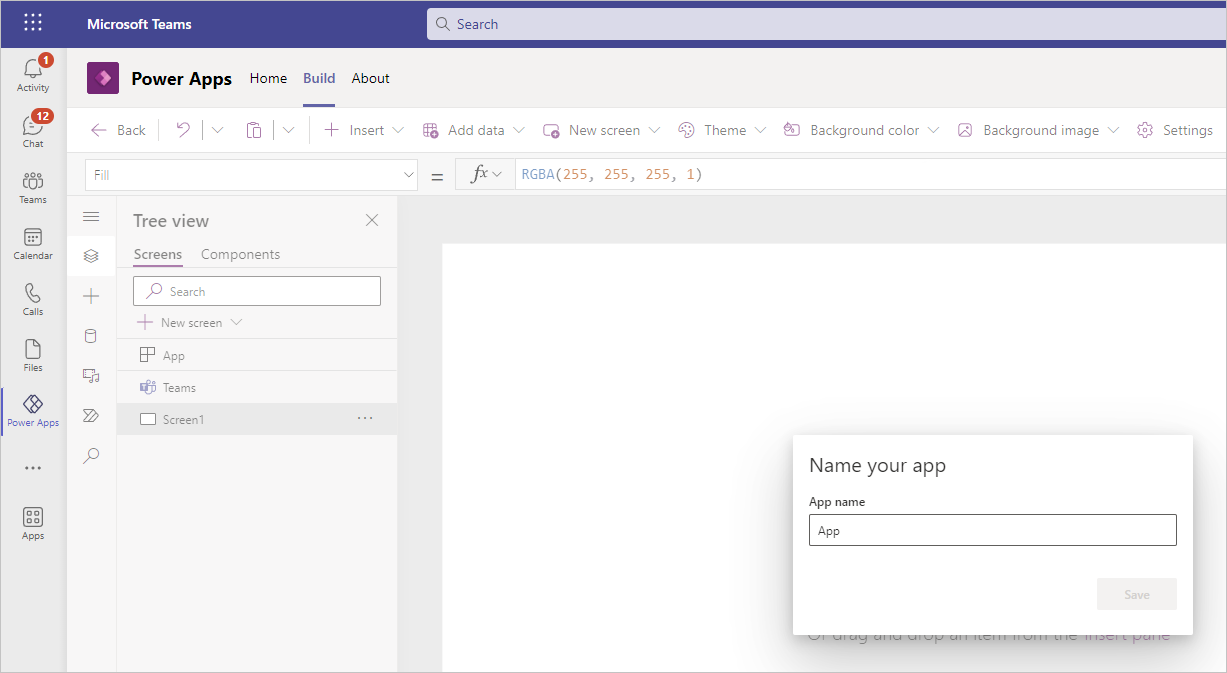 Microsoft Teams
Search
1
Activity
12
Chat
Teams
Calendar
Calls
Files
Power Apps
Apps
Power Apps Home Build About
Back Insert Add data New screen Theme Background color Background image Settings
Fill = fx RGBA(255, 255, 255, 1)
Tree view
Screens Components
Search
New screen
App
Teams
Screen1
Name your app
App name
App
Save
Or drag and drop an item from the insert pane